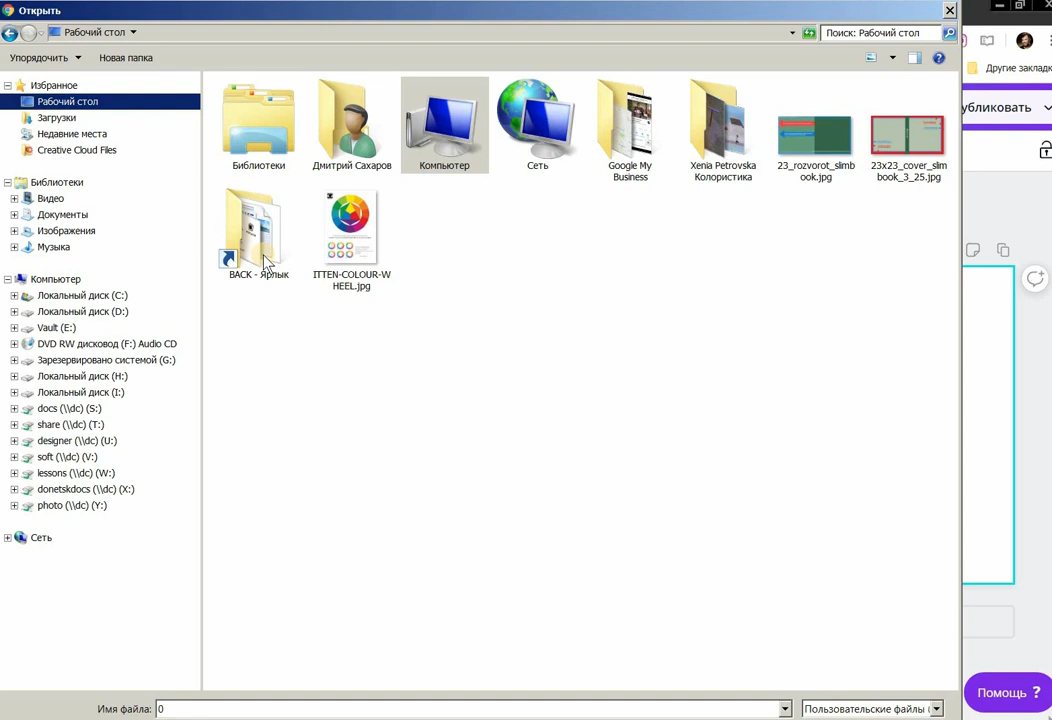 Открыть
Рабочий стол
Поиск: Рабочий стол
Упорядочить
Новая папка
Другие заклад
убликовать
Избранное
Рабочий стол
Загрузки
Недавние места
Creative Cloud Files
Библиотеки
Видео
Документы
Изображения
Музыка
Компьютер
Локальный диск (C:)
Локальный диск (D:)
Vault (E:)
DVD RW дисковод (F:) Audio CD
Зарезервировано системой (G:)
Локальный диск (H:)
Локальный диск (I:)
docs (\\dc) (S:)
share (\\dc) (T:)
designer (\\dc) (U:)
soft (\\dc) (V:)
lessons (\\dc) (W:)
donetskdocs (\\dc) (X:)
photo (\\dc) (Y:)
Сеть
Библиотеки
Дмитрий Сахаров
Компьютер
Сеть
Google My
Business
Xenia Petrovska
Колористика
23_rozvorot_slimb
ook.jpg
23x23_cover_slim
book_3_25.jpg
BACK - Ярлык
ITTEN-COLOUR-W
HEEL.jpg
Имя файла:
0
Пользовательские файлы (
Помощь ?